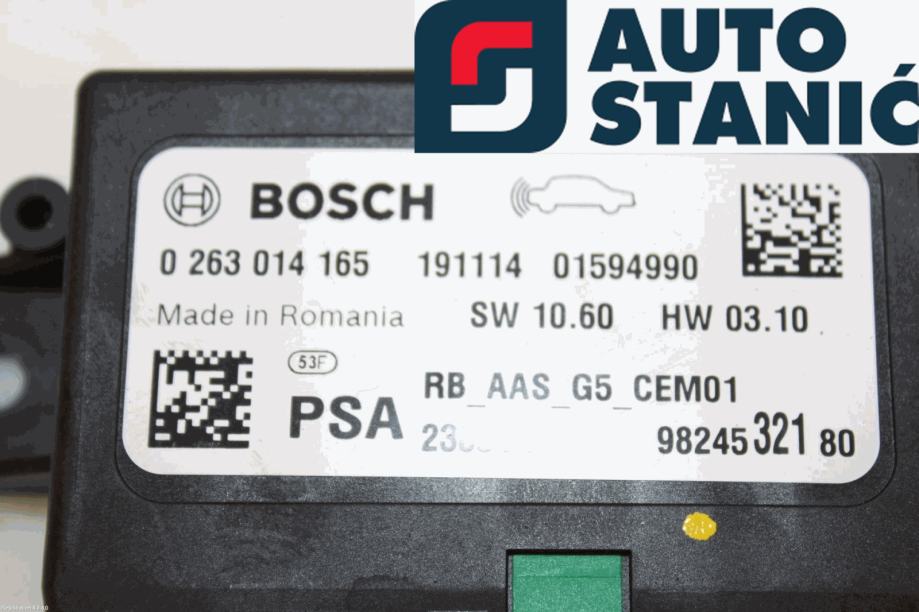 AUTO
STANIĆ
BOSCH
0 263 014 165 191114 01594990
Made in Romania SW 10.60 HW 03.10
53F
PSA RB_AAS_G5_CEM01
98245 321 80